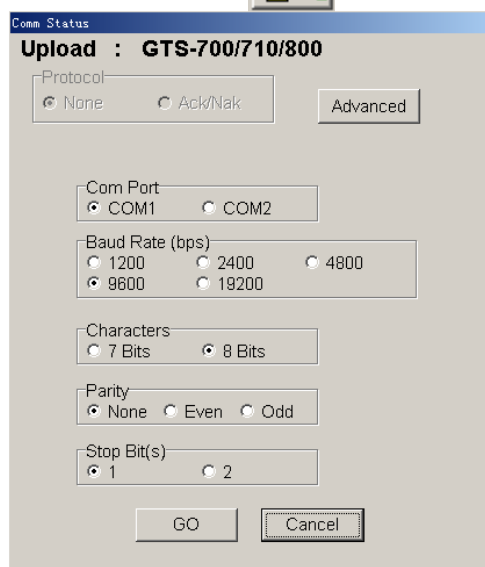 Comm Status
Upload : GTS-700/710/800
Protocol
None Ack/Nak
Advanced
Com Port
COM1 COM2
Baud Rate (bps)
1200 2400 4800
9600 19200
Characters
7 Bits 8 Bits
Parity
None Even Odd
Stop Bit(s)
1 2
GO Cancel